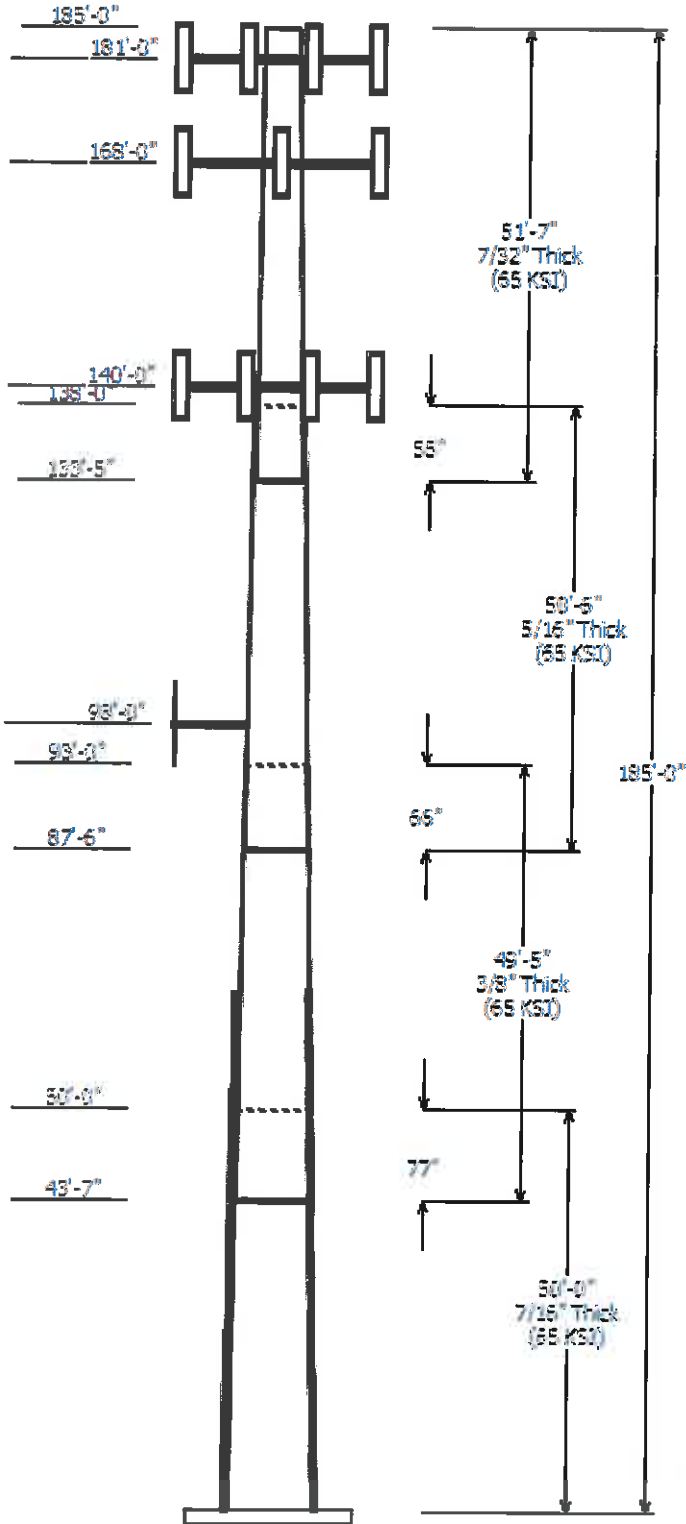 185'-0"
181'-0"
168'-0"
51'-7"
7/32" Thick
(65 KSI)
140'-0"
138'-0"
55"
133'-5"
50'-6"
5/16" Thick
(65 KSI)
98'-0"
93'-0"
185'-0"
66"
87'-6"
49'-5"
3/8" Thick
(65 KSI)
50'-0"
77"
43'-7"
50'-0"
7/16" Thick
(65 KSI)